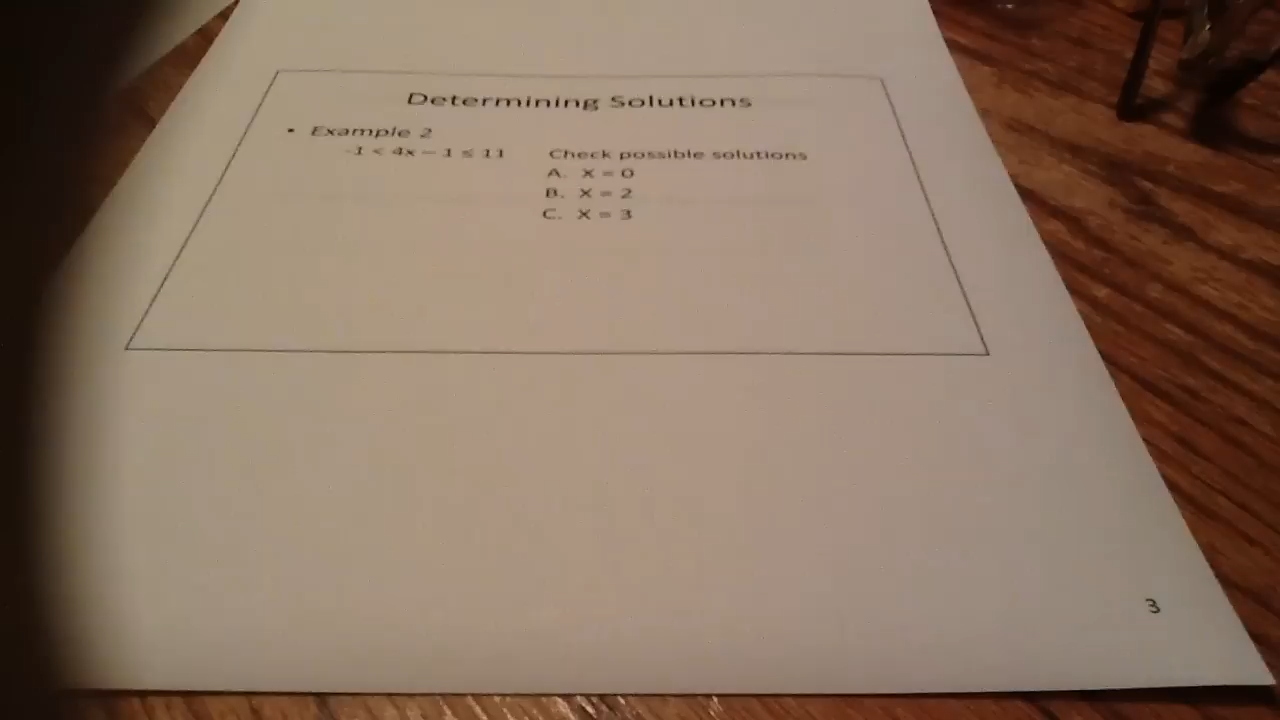 Determining Solutions
• Example 2
-1 < 4x – 1 ≤ 11
Check possible solutions
A. X = 0
B. X = 2
C. X = 3
3